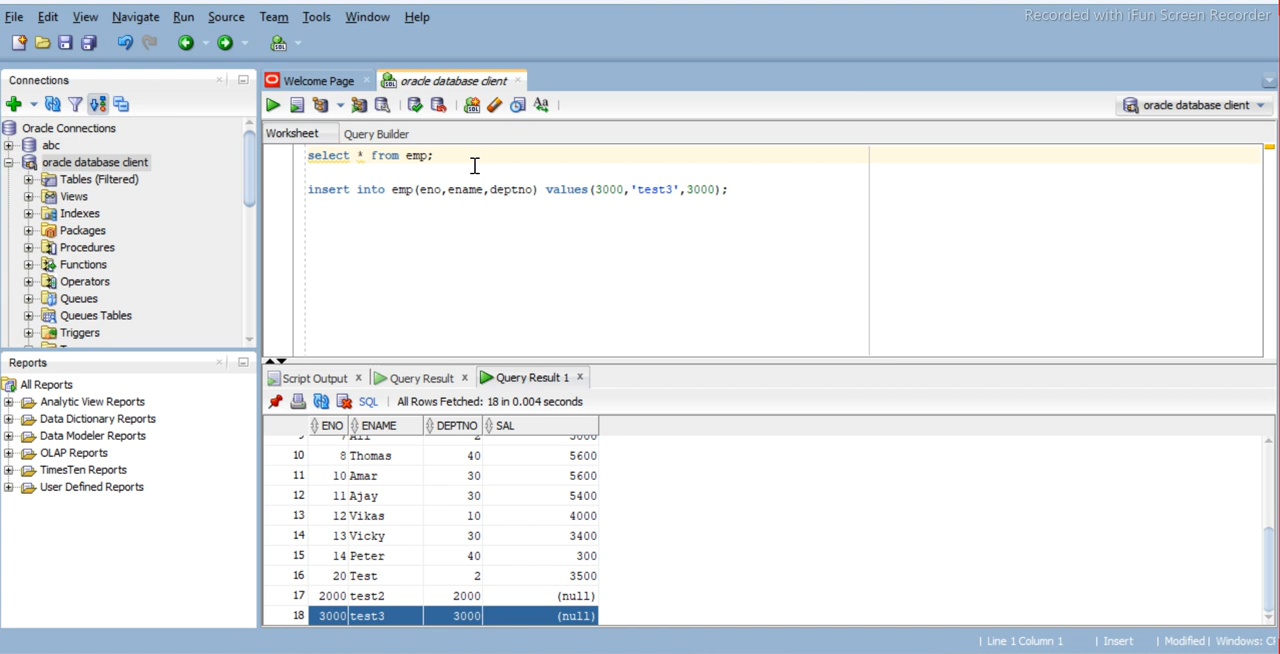 File Edit View Navigate Run Source Team Tools Window Help
Recorded with iFun Screen Recorder
Connections
Welcome Page
oracle database client
oracle database client
Worksheet
Query Builder
Oracle Connections
abc
oracle database client
Tables (Filtered)
Views
Indexes
Packages
Procedures
Functions
Operators
Queues
Queues Tables
Triggers
select * from emp;
insert into emp(eno,ename,deptno) values(3000,'test3',3000);
Reports
All Reports
Analytic View Reports
Data Dictionary Reports
Data Modeler Reports
OLAP Reports
TimesTen Reports
User Defined Reports
Script Output
Query Result
Query Result 1
SQL
All Rows Fetched: 18 in 0.004 seconds
ENO ENAME DEPTNO SAL
10 8 Thomas 40 5600
11 10 Amar 30 5600
12 11 Ajay 30 5400
13 12 Vikas 10 4000
14 13 Vicky 30 3400
15 14 Peter 40 300
16 20 Test 2 3500
17 2000 test2 2000 (null)
18 3000 test3 3000 (null)
Line 1 Column 1 | Insert | Modified | Windows: